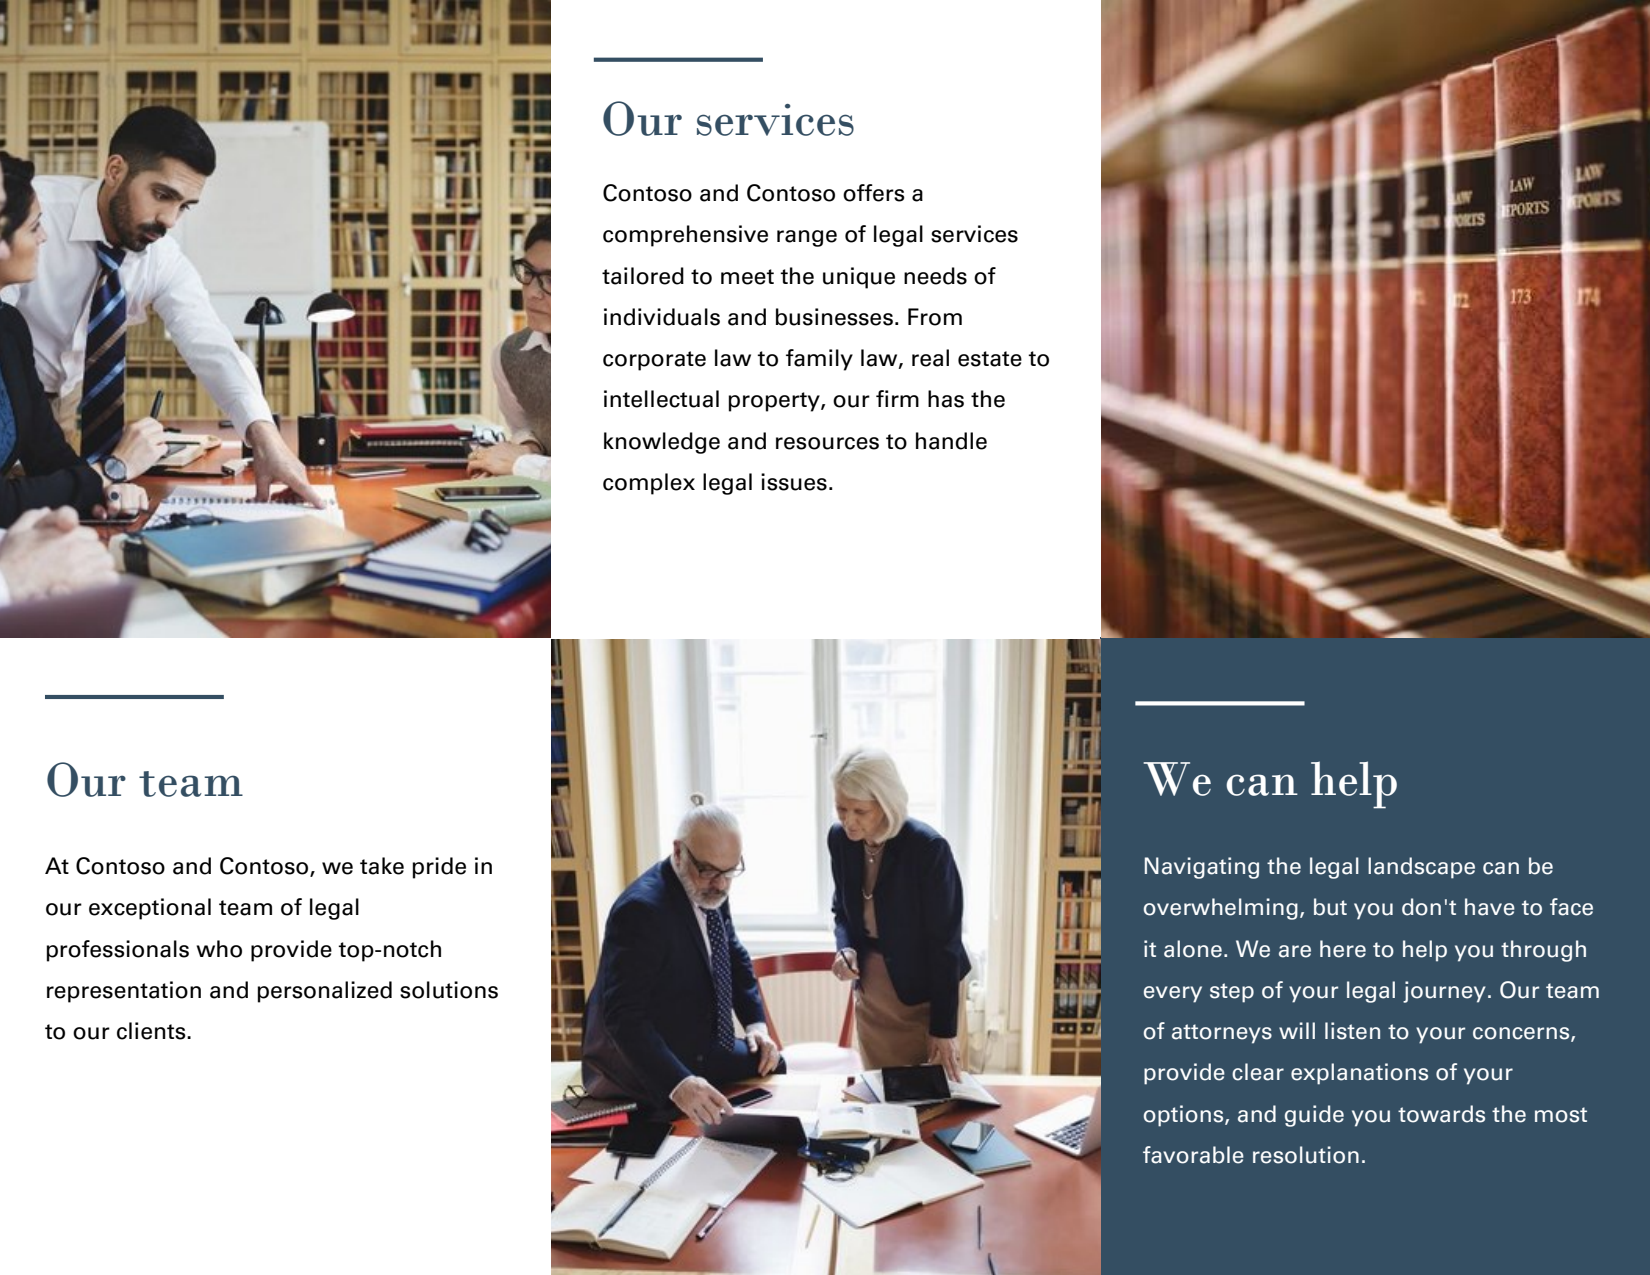 Our services
Contoso and Contoso offers a
comprehensive range of legal services
tailored to meet the unique needs of
individuals and businesses. From
corporate law to family law, real estate to
intellectual property, our firm has the
knowledge and resources to handle
complex legal issues.
LAW
REPORTS
173
LAW
REPORTS
174
LAW
72
Our team
At Contoso and Contoso, we take pride in
our exceptional team of legal
professionals who provide top-notch
representation and personalized solutions
to our clients.
We can help
Navigating the legal landscape can be
overwhelming, but you don't have to face
it alone. We are here to help you through
every step of your legal journey. Our team
of attorneys will listen to your concerns,
provide clear explanations of your
options, and guide you towards the most
favorable resolution.